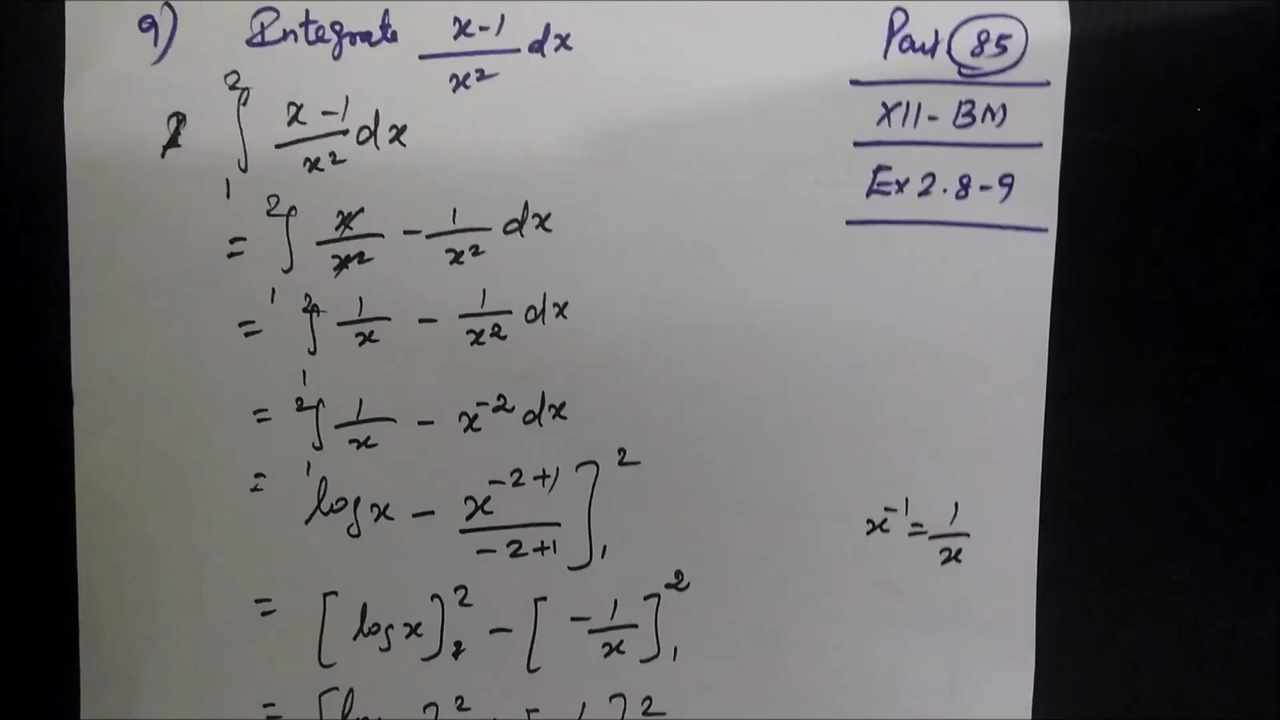 9) Integrate x-1/x² dx
Part 85
XII - BM
Ex 2.8-9
∫₁² x-1/x² dx
= ∫₁² x/x² - 1/x² dx
= ∫₁² 1/x - 1/x² dx
= ∫₁² 1/x - x⁻² dx
= log x - x⁻²⁺¹/-2+1 ]₁²
x⁻¹ = 1/x
= [log x]₁² - [-1/x]₁²